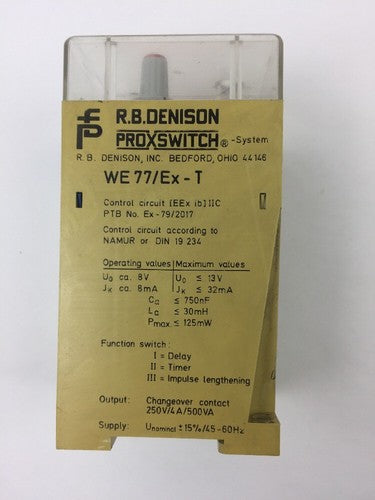 R.B.DENISON
PROXSWITCH® -System
R. B. DENISON, INC. BEDFORD, OHIO 44146
WE 77/Ex-T
Control circuit [EEx ib] IIC
PTB No. Ex-79/2017
Control circuit according to
NAMUR or DIN 19 234
Operating values | Maximum values
U₀ ca. 8V U₀ ≤ 13V
Jₖ ca. 8mA Jₖ ≤ 32mA
Cₐ ≤ 750nF
Lₐ ≤ 30mH
Pmax ≤ 125mW
Function switch:
I = Delay
II = Timer
III = Impulse lengthening
Output: Changeover contact
250V/4A/500VA
Supply: Unominal ± 15%/45-60Hz